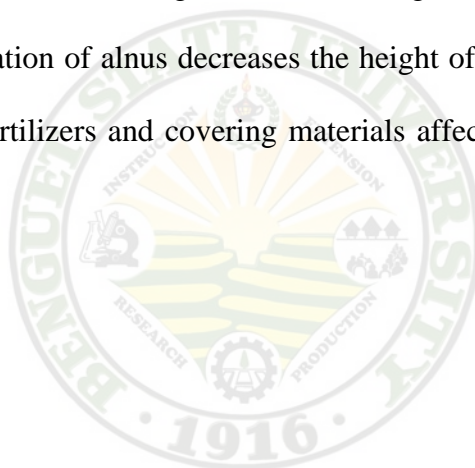 ation of alnus decreases the height of
rtilizers and covering materials affec
BENGUET STATE UNIVERSITY
INSTRUCTION
EXTENSION
RESEARCH
PRODUCTION
· 1916 ·